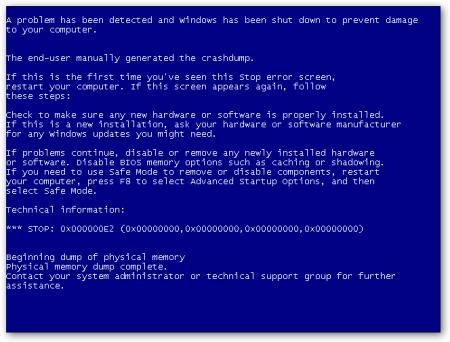 A problem has been detected and Windows has been shut down to prevent damage
to your computer.
The end-user manually generated the crashdump.
If this is the first time you've seen this Stop error screen,
restart your computer. If this screen appears again, follow
these steps:
Check to make sure any new hardware or software is properly installed.
If this is a new installation, ask your hardware or software manufacturer
for any Windows updates you might need.
If problems continue, disable or remove any newly installed hardware
or software. Disable BIOS memory options such as caching or shadowing.
If you need to use Safe Mode to remove or disable components, restart
your computer, press F8 to select Advanced Startup Options, and then
select Safe Mode.
Technical information:
*** STOP: 0x000000E2 (0x00000000,0x00000000,0x00000000,0x00000000)
Beginning dump of physical memory
Physical memory dump complete.
Contact your system administrator or technical support group for further
assistance.